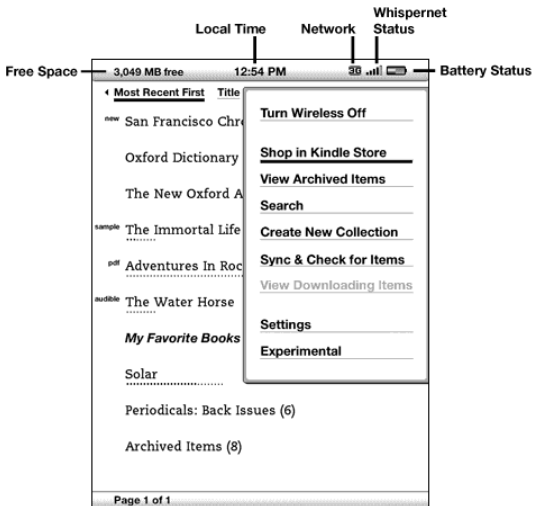 Whispernet
Local Time Network Status
Free Space Battery Status
3,049 MB free 12:54 PM 3G
Most Recent First Title
new San Francisco Chr
Oxford Dictionary
The New Oxford A
sample The Immortal Life
pdf Adventures In Roc
audible The Water Horse
My Favorite Books
Solar
Periodicals: Back Issues (6)
Archived Items (8)
Turn Wireless Off
Shop in Kindle Store
View Archived Items
Search
Create New Collection
Sync & Check for Items
View Downloading Items
Settings
Experimental
Page 1 of 1